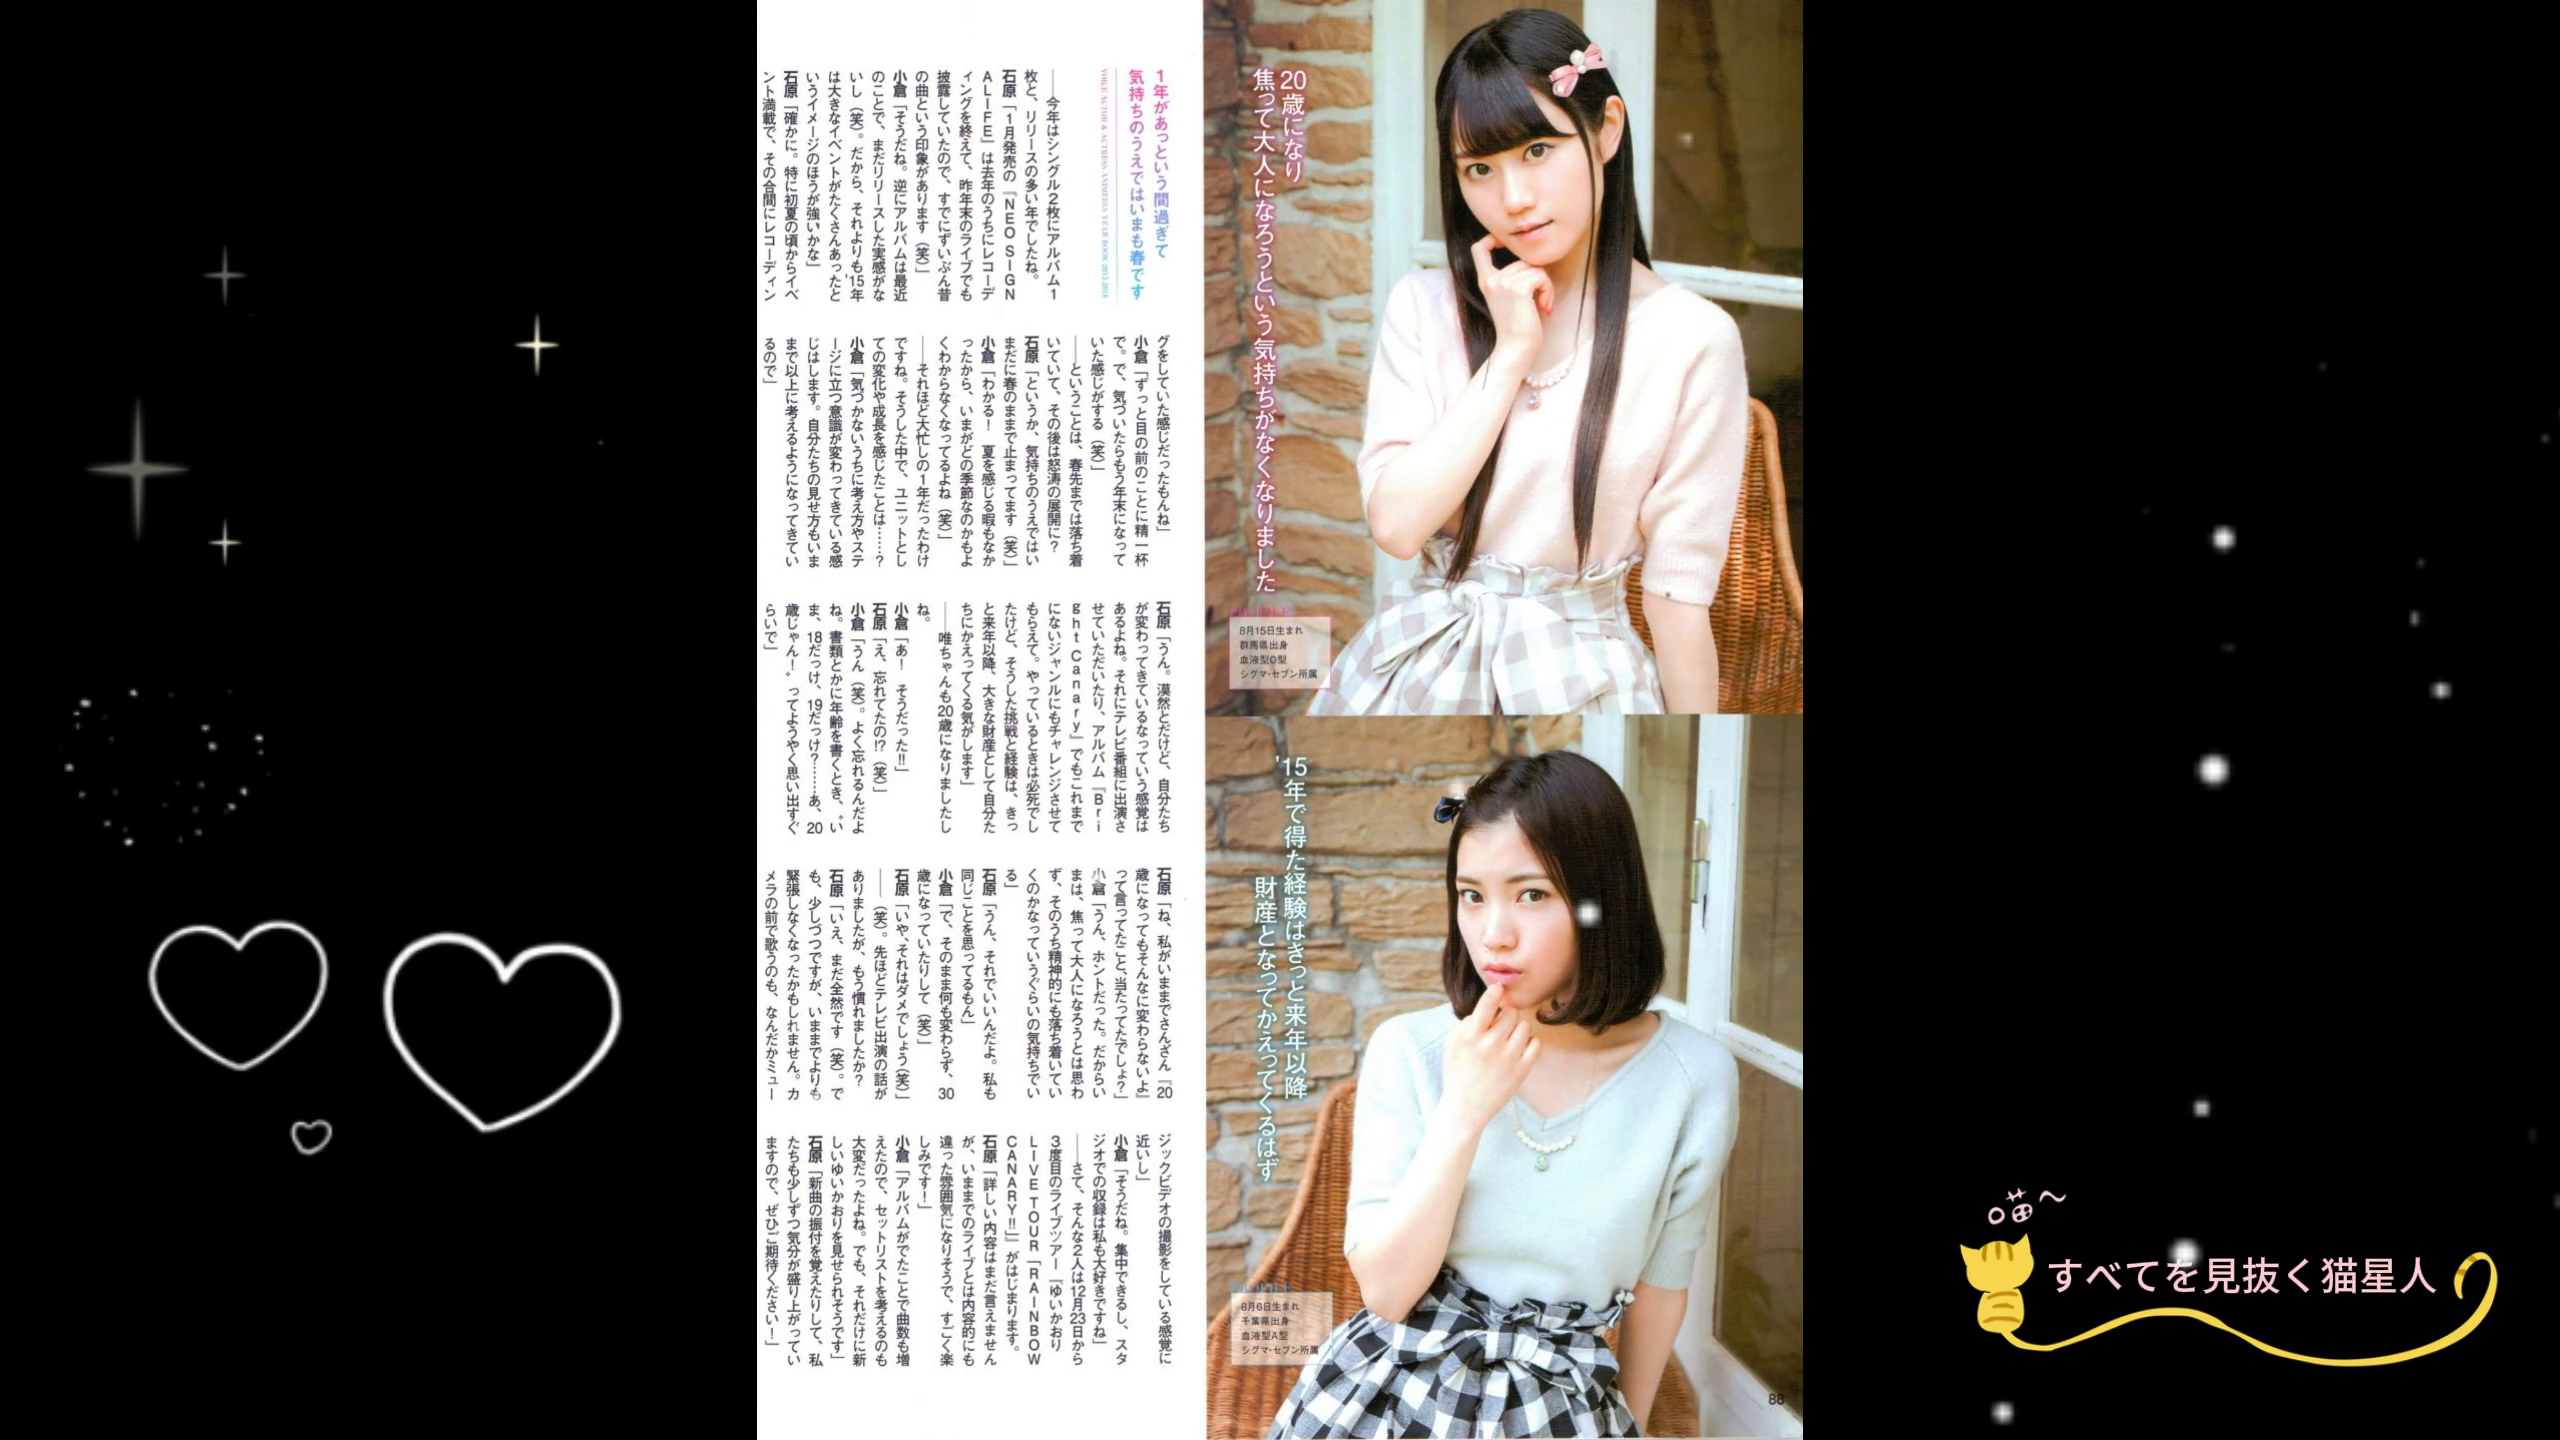 20歳になり
焦って大人になろうという気持ちがなくなりました
8月15日生まれ
群馬県出身
血液型O型
シグマ・セブン所属
'15年で得た経験はきっと来年以降
財産となってかえってくるはず
8月6日生まれ
千葉県出身
血液型A型
シグマ・セブン所属
88
1年があっという間過ぎて
気持ちのうえではいまも春です
VOICE ACTOR & ACTRESS ANIMEDIA YEAR BOOK 2015-2016
――今年はシングル2枚にアルバム1
枚と、リリースの多い年でしたね。
石原「1月発売の『NEO SIGN
ALIFE』は去年のうちにレコーデ
ィングを終えて、昨年末のライブでも
披露していたので、すでにずいぶん昔
の曲という印象があります(笑)」
小倉「そうだね。逆にアルバムは最近
のことで、まだリリースした実感がな
いし(笑)。だから、それよりも'15年
は大きなイベントがたくさんあったと
いうイメージのほうが強いかな」
石原「確かに。特に初夏の頃からイベ
ント満載で、その合間にレコーディン
グをしていた感じだったもんね」
小倉「ずっと目の前のことに精一杯
で。で、気づいたらもう年末になって
いた感じがする(笑)」
――ということは、春先までは落ち着
いていて、その後は怒涛の展開に?
石原「というか、気持ちのうえではい
まだに春のままで止まってます(笑)」
小倉「わかる! 夏を感じる暇もなか
ったから、いまがどの季節なのかもよ
くわからなくなってるよね(笑)」
――それほど大忙しの1年だったわけ
ですね。そうした中で、ユニットとし
ての変化や成長を感じたことは……?
小倉「気づかないうちに考え方やステ
ージに立つ意識が変わってきている感
じはします。自分たちの見せ方もいま
まで以上に考えるようになってきてい
るので」
石原「うん。漠然とだけど、自分たち
が変わってきているなっていう感覚は
あるよね。それにテレビ番組に出演さ
せていただいたり、アルバム『Bri
ght Canary』でもこれまで
にないジャンルにもチャレンジさせて
もらえて。やっているときは必死でし
たけど、そうした挑戦と経験は、きっ
と来年以降、大きな財産として自分た
ちにかえってくる気がします」
――唯ちゃんも20歳になりましたし
ね。
小倉「あ! そうだった!!」
石原「え、忘れてたの!?(笑)」
小倉「うん(笑)。よく忘れるんだよ
ね。書類とかに年齢を書くとき、〝い
ま、18だっけ、19だっけ?……あ、20
歳じゃん!〟ってようやく思い出すぐ
らいで」
石原「ね、私がいままでさんざん『20
歳になってもそんなに変わらないよ』
って言ってたこと、当たってたでしょ?」
小倉「うん、ホントだった。だからい
まは、焦って大人になろうとは思わ
ず、そのうち精神的にも落ち着いてい
くのかなっていうぐらいの気持ちでい
る」
石原「うん、それでいいんだよ。私も
同じことを思ってるもん」
小倉「で、そのまま何も変わらず、30
歳になっていたりして(笑)」
石原「いや、それはダメでしょう(笑)」
――(笑)。先ほどテレビ出演の話が
ありましたが、もう慣れましたか?
石原「いえ、まだ全然です(笑)。で
も、少しづつですが、いままでよりも
緊張しなくなったかもしれません。カ
メラの前で歌うのも、なんだかミュー
ジックビデオの撮影をしている感覚に
近いし」
小倉「そうだね。集中できるし、スタ
ジオでの収録は私も大好きですね」
――さて、そんな2人は12月23日から
3度目のライブツアー『ゆいかおり
LIVE TOUR「RAINBOW
CANARY!!」』がはじまります。
石原「詳しい内容はまだ言えません
が、いままでのライブとは内容的にも
違った雰囲気になりそうで、すごく楽
しみです!」
小倉「アルバムがでたことで曲数も増
えたので、セットリストを考えるのも
大変だったよね。でも、それだけに新
しいゆいかおりを見せられそうです」
石原「新曲の振付を覚えたりして、私
たちも少しずつ気分が盛り上がってい
ますので、ぜひご期待ください!」
喵~
すべてを見抜く猫星人